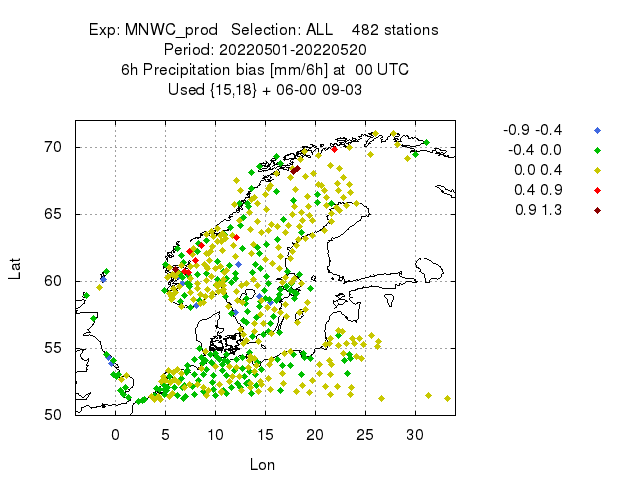 Exp: MNWC_prod   Selection: ALL    482 stations
Period: 20220501-20220520
6h Precipitation bias [mm/6h] at  00 UTC
Used {15,18} + 06-00 09-03
-0.9 -0.4
-0.4 0.0
0.0 0.4
0.4 0.9
0.9 1.3
70
65
60
55
50
Lat
0 5 10 15 20 25 30
Lon